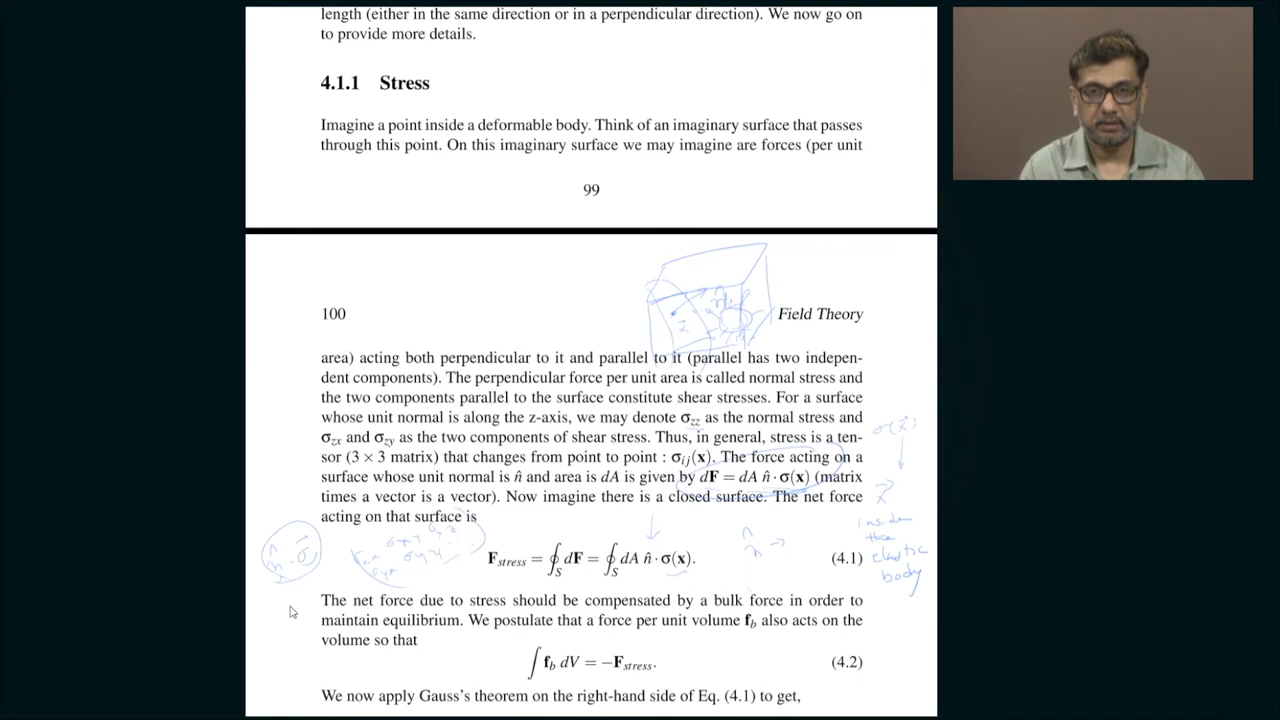 length (either in the same direction or in a perpendicular direction). We now go on
to provide more details.
4.1.1 Stress
Imagine a point inside a deformable body. Think of an imaginary surface that passes
through this point. On this imaginary surface we may imagine are forces (per unit
99
100 Field Theory
area) acting both perpendicular to it and parallel to it (parallel has two indepen-
dent components). The perpendicular force per unit area is called normal stress and
the two components parallel to the surface constitute shear stresses. For a surface
whose unit normal is along the z-axis, we may denote σzz as the normal stress and
σzx and σzy as the two components of shear stress. Thus, in general, stress is a ten-
sor (3 × 3 matrix) that changes from point to point : σij(x). The force acting on a
surface whose unit normal is n̂ and area is dA is given by dF = dA n̂ · σ(x) (matrix
times a vector is a vector). Now imagine there is a closed surface. The net force
acting on that surface is
Fstress = ∮S dF = ∮S dA n̂ · σ(x). (4.1)
The net force due to stress should be compensated by a bulk force in order to
maintain equilibrium. We postulate that a force per unit volume fb also acts on the
volume so that
∫ fb dV = −Fstress. (4.2)
We now apply Gauss's theorem on the right-hand side of Eq. (4.1) to get,
σ(x⃗)
inside
the
elastic
body
n̂ · σ